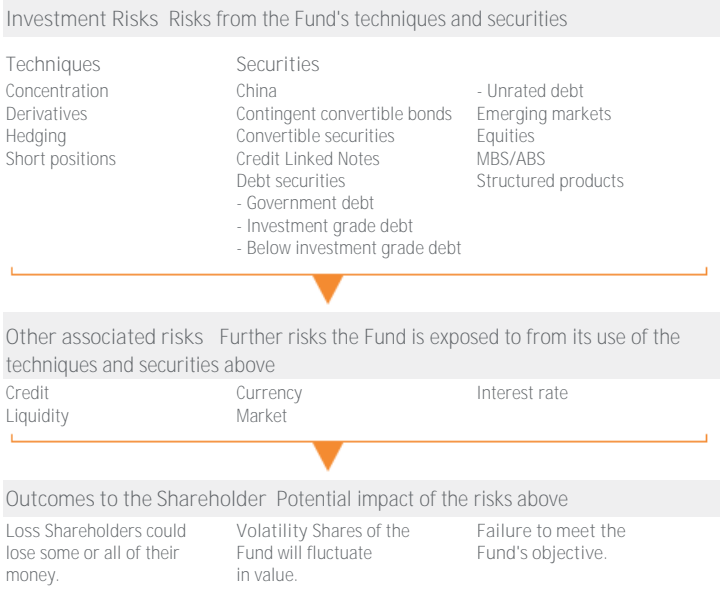 Investment Risks Risks from the Fund's techniques and securities
Techniques
Concentration
Derivatives
Hedging
Short positions
Securities
China
Contingent convertible bonds
Convertible securities
Credit Linked Notes
Debt securities
- Government debt
- Investment grade debt
- Below investment grade debt
- Unrated debt
Emerging markets
Equities
MBS/ABS
Structured products
Other associated risks Further risks the Fund is exposed to from its use of the
techniques and securities above
Credit
Liquidity
Currency
Market
Interest rate
Outcomes to the Shareholder Potential impact of the risks above
Loss Shareholders could
lose some or all of their
money.
Volatility Shares of the
Fund will fluctuate
in value.
Failure to meet the
Fund's objective.